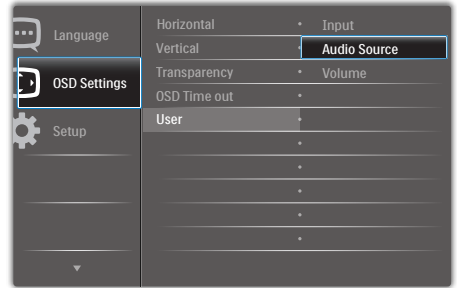 Language
OSD Settings
Setup
Horizontal
Vertical
Transparency
OSD Time out
User
Input
Audio Source
Volume